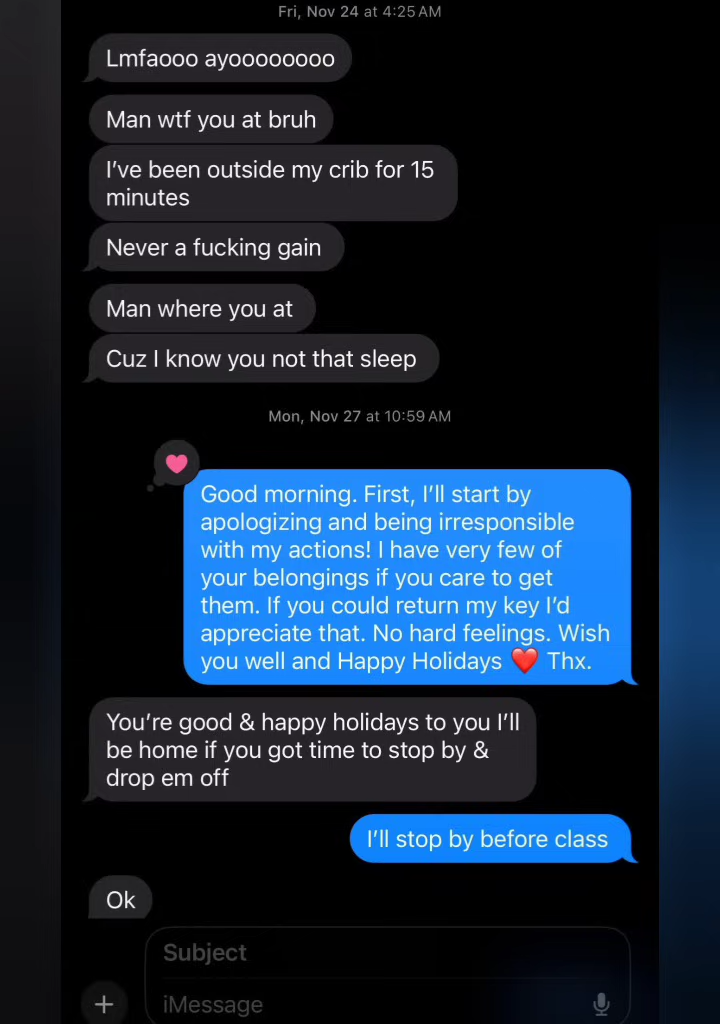 Fri, Nov 24 at 4:25 AM
Lmfaooo ayoooooooo
Man wtf you at bruh
I've been outside my crib for 15
minutes
Never a fucking gain
Man where you at
Cuz I know you not that sleep
Mon, Nov 27 at 10:59 AM
Good morning. First, I'll start by
apologizing and being irresponsible
with my actions! I have very few of
your belongings if you care to get
them. If you could return my key I'd
appreciate that. No hard feelings. Wish
you well and Happy Holidays ❤️ Thx.
You're good & happy holidays to you I'll
be home if you got time to stop by &
drop em off
I'll stop by before class
Ok
Subject
iMessage